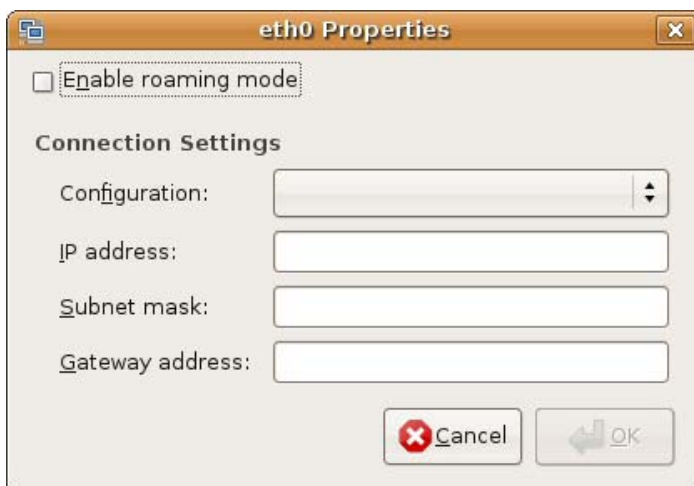 eth0 Properties
Enable roaming mode
Connection Settings
Configuration:
IP address:
Subnet mask:
Gateway address:
Cancel
OK